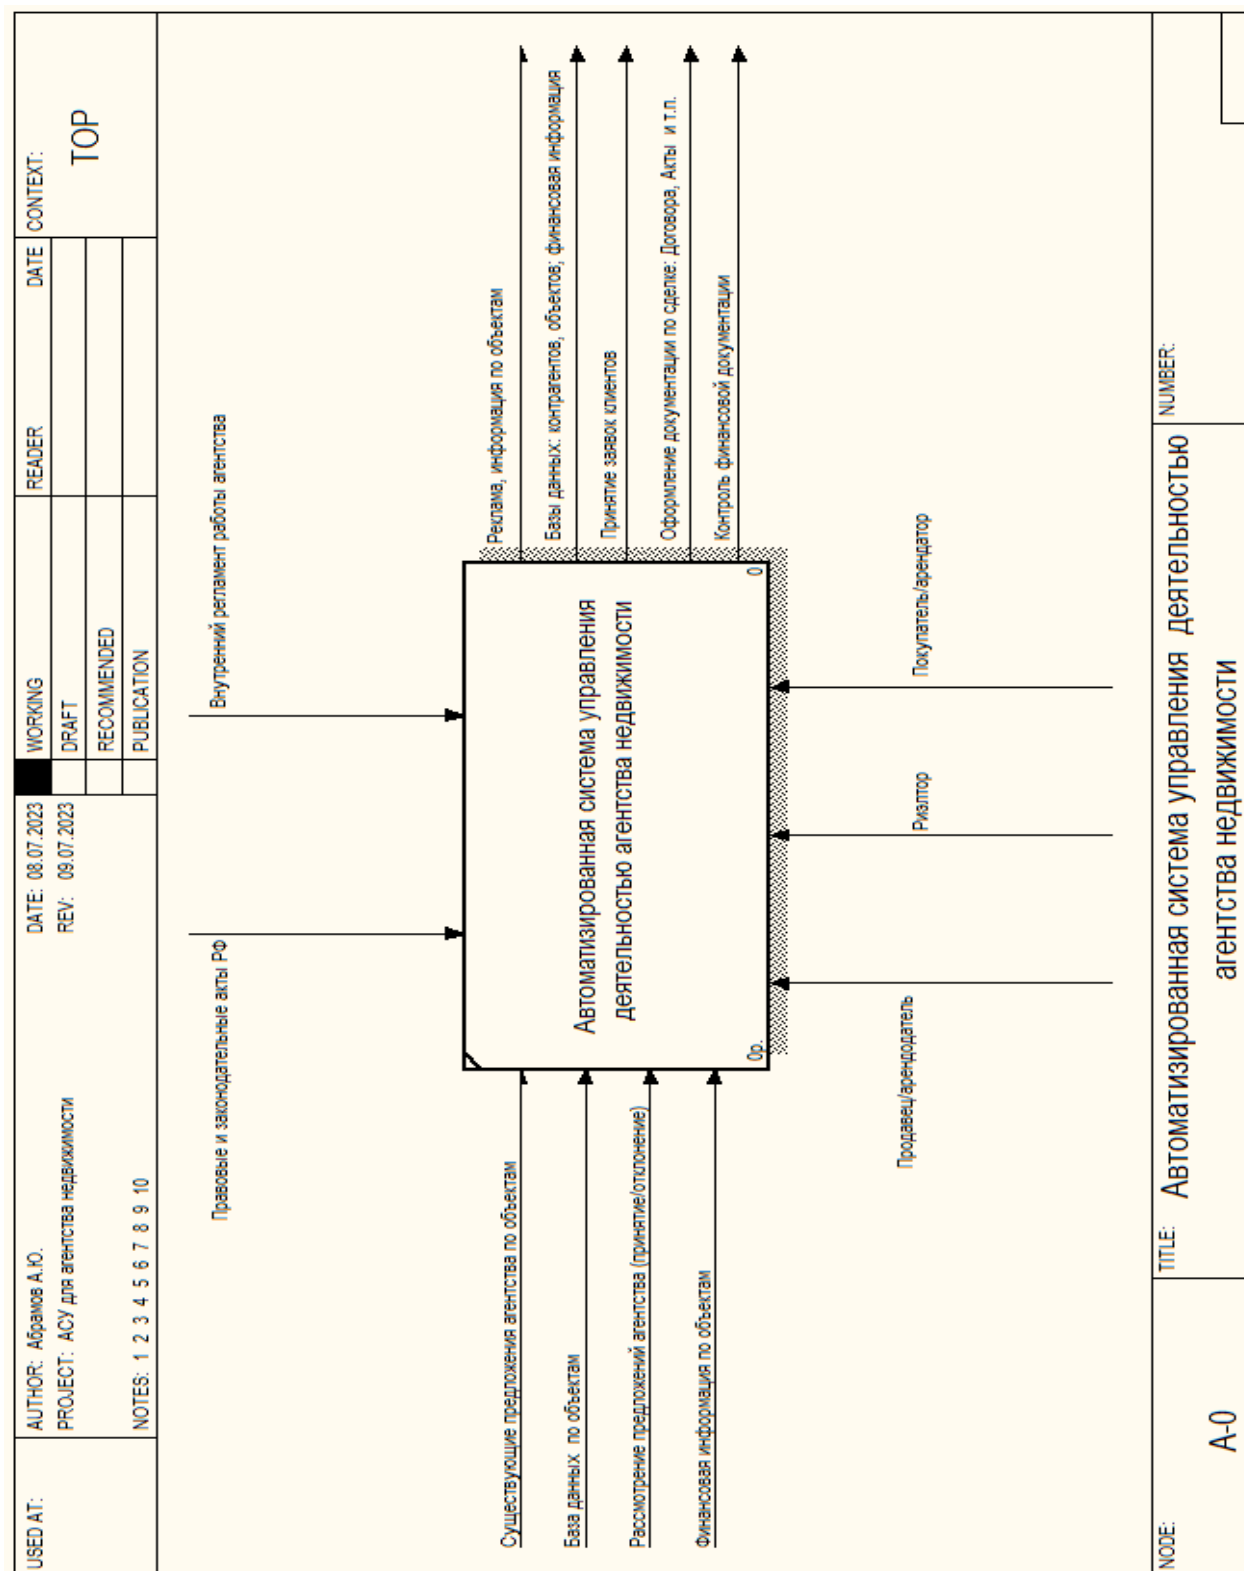 USED AT:
AUTHOR: Абрамов А.Ю.
PROJECT: АСУ для агентства недвижимости
NOTES: 1 2 3 4 5 6 7 8 9 10
DATE: 08.07.2023
REV: 09.07.2023
WORKING
DRAFT
RECOMMENDED
PUBLICATION
READER
DATE
CONTEXT:
TOP
Правовые и законодательные акты РФ
Внутренний регламент работы агентства
Существующие предложения агентства по объектам
База данных по объектам
Рассмотрение предложений агентства (принятие/отклонение)
Финансовая информация по объектам
Автоматизированная система управления
деятельностью агентства недвижимости
0р.
0
Реклама, информация по объектам
Базы данных: контрагентов, объектов; финансовая информация
Принятие заявок клиентов
Оформление документации по сделке: Договора, Акты и т.п.
Контроль финансовой документации
Продавец/арендодатель
Риэлтор
Покупатель/арендатор
NODE:
A-0
TITLE:
Автоматизированная система управления деятельностью
агентства недвижимости
NUMBER: